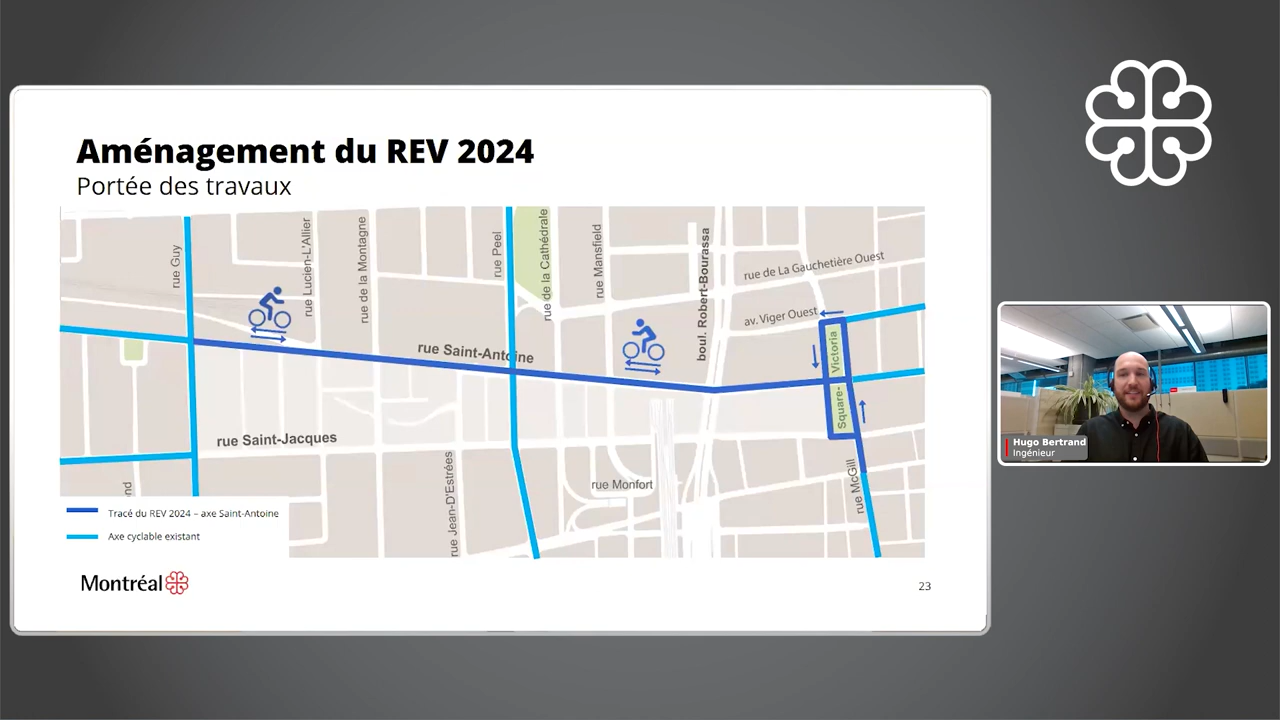 Aménagement du REV 2024
Portée des travaux
rue Guy
rue Lucien-L'Allier
rue de la Montagne
rue Peel
rue de la Cathédrale
rue Mansfield
boul. Robert-Bourassa
rue de La Gauchetière Ouest
av. Viger Ouest
rue Saint-Antoine
Square-Victoria
rue Saint-Jacques
rue Jean-D'Estrées
rue Monfort
rue McGill
nd
Tracé du REV 2024 – axe Saint-Antoine
Axe cyclable existant
Montréal
23
Hugo Bertrand
Ingénieur